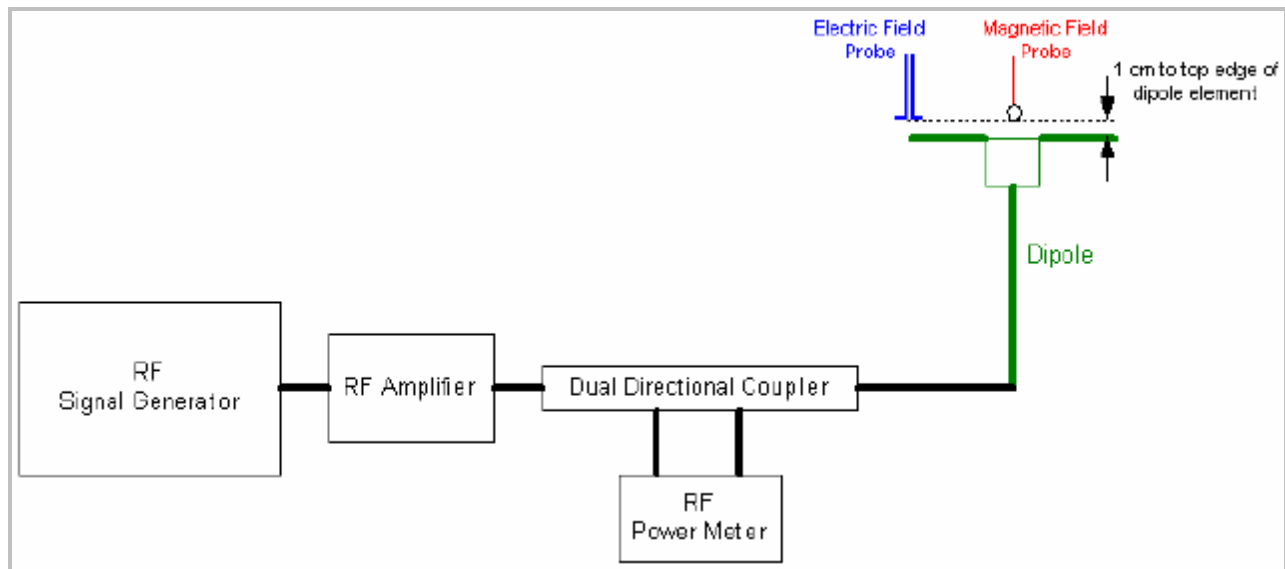 Electric Field
Probe
Magnetic Field
Probe
1 cm to top edge of
dipole element
Dipole
RF
Signal Generator
RF Amplifier
Dual Directional Coupler
RF
Power Meter